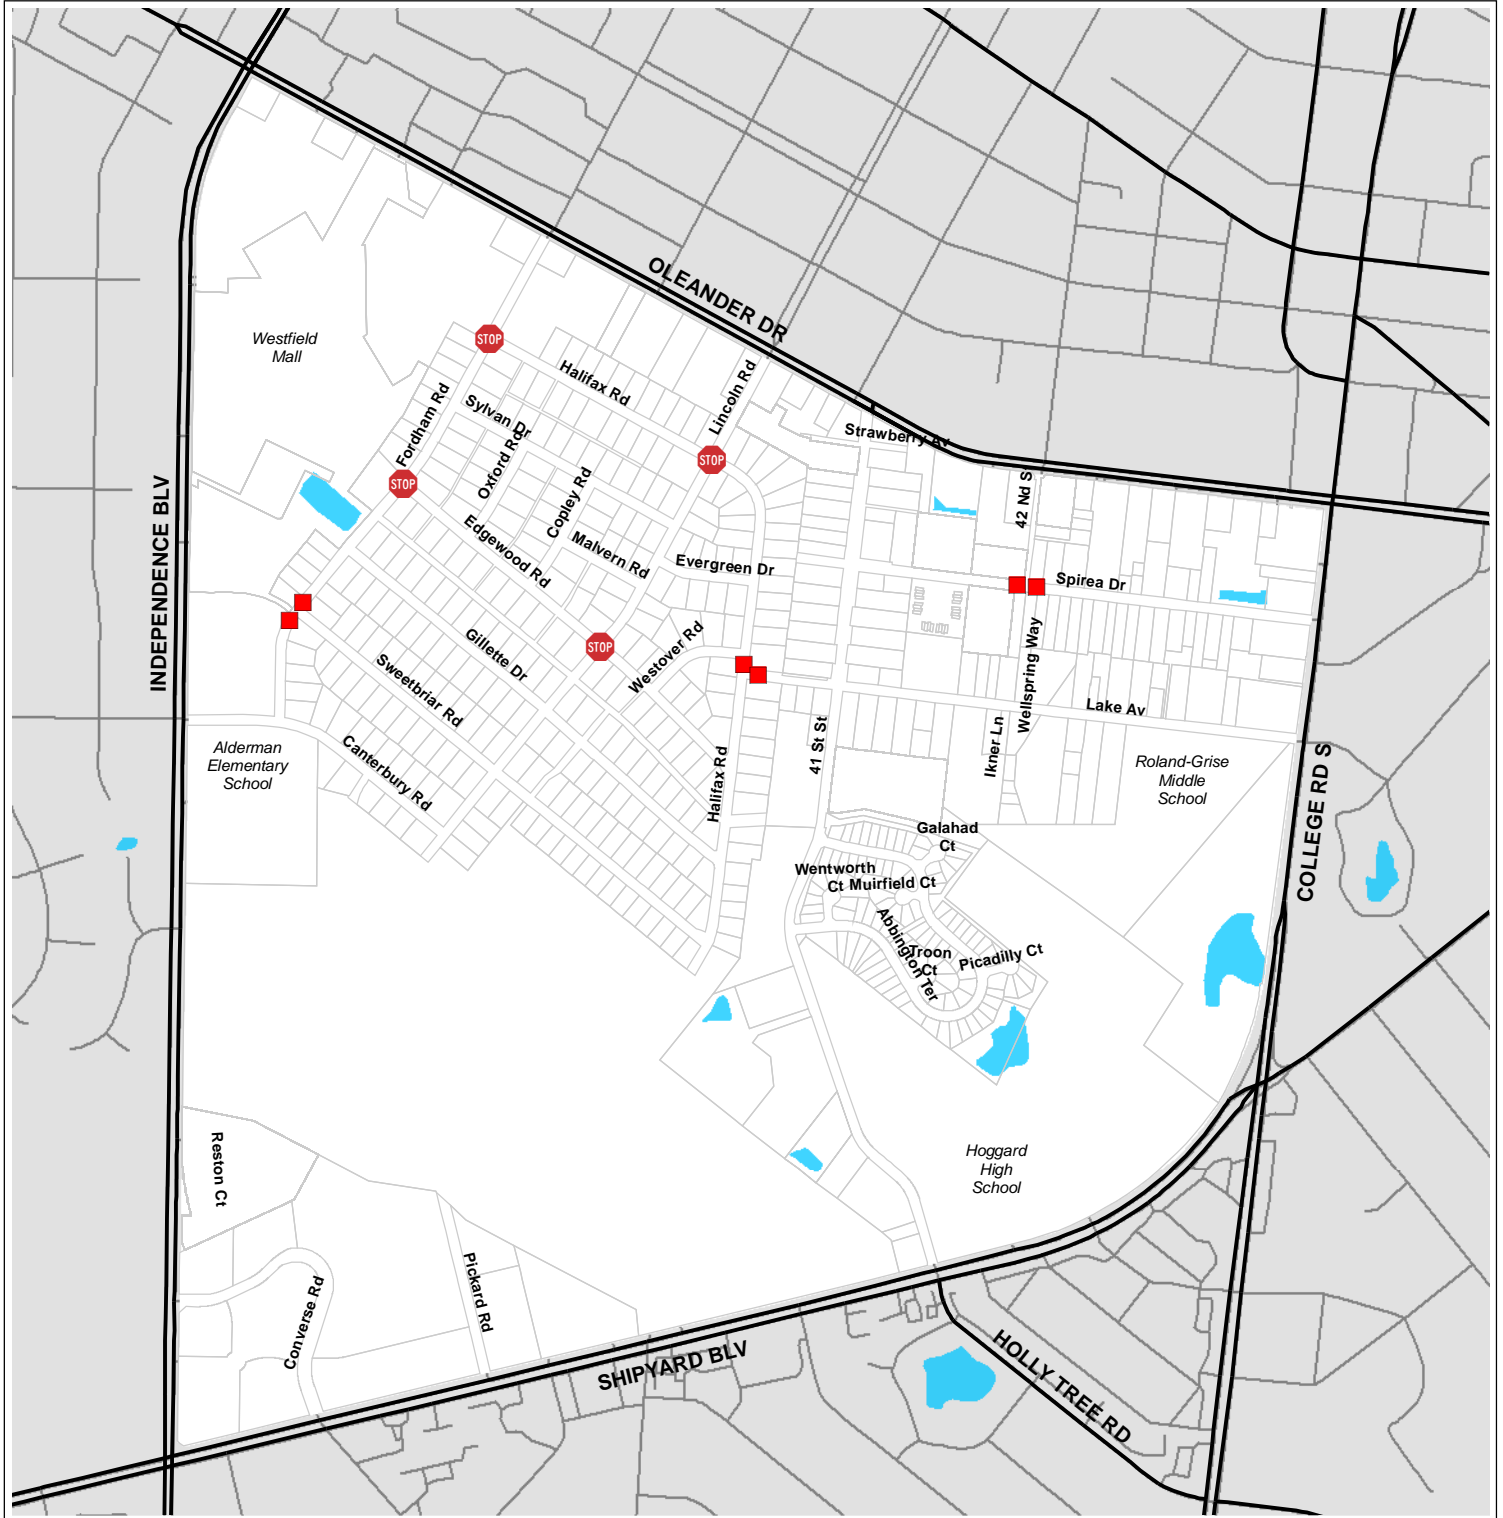 OLEANDER DR
Westfield
Mall
STOP
Halifax Rd
Lincoln Rd
Fordham Rd
Sylvan Dr
Oxford Rd
STOP
STOP
Strawberry Av
INDEPENDENCE BLV
Copley Rd
42 Nd S
Edgewood Rd
Malvern Rd
Evergreen Dr
Spirea Dr
STOP
Gillette Dr
Westover Rd
Wellspring Way
Sweetbriar Rd
Lake Av
Alderman
Elementary
School
Canterbury Rd
Halifax Rd
41 St St
Ikner Ln
Roland-Grise
Middle
School
COLLEGE RD S
Galahad
Ct
Wentworth
Ct
Muirfield Ct
Abbington Ter
Troon
Ct
Picadilly Ct
Reston Ct
Hoggard
High
School
Converse Rd
Pickard Rd
SHIPYARD BLV
HOLLY TREE RD